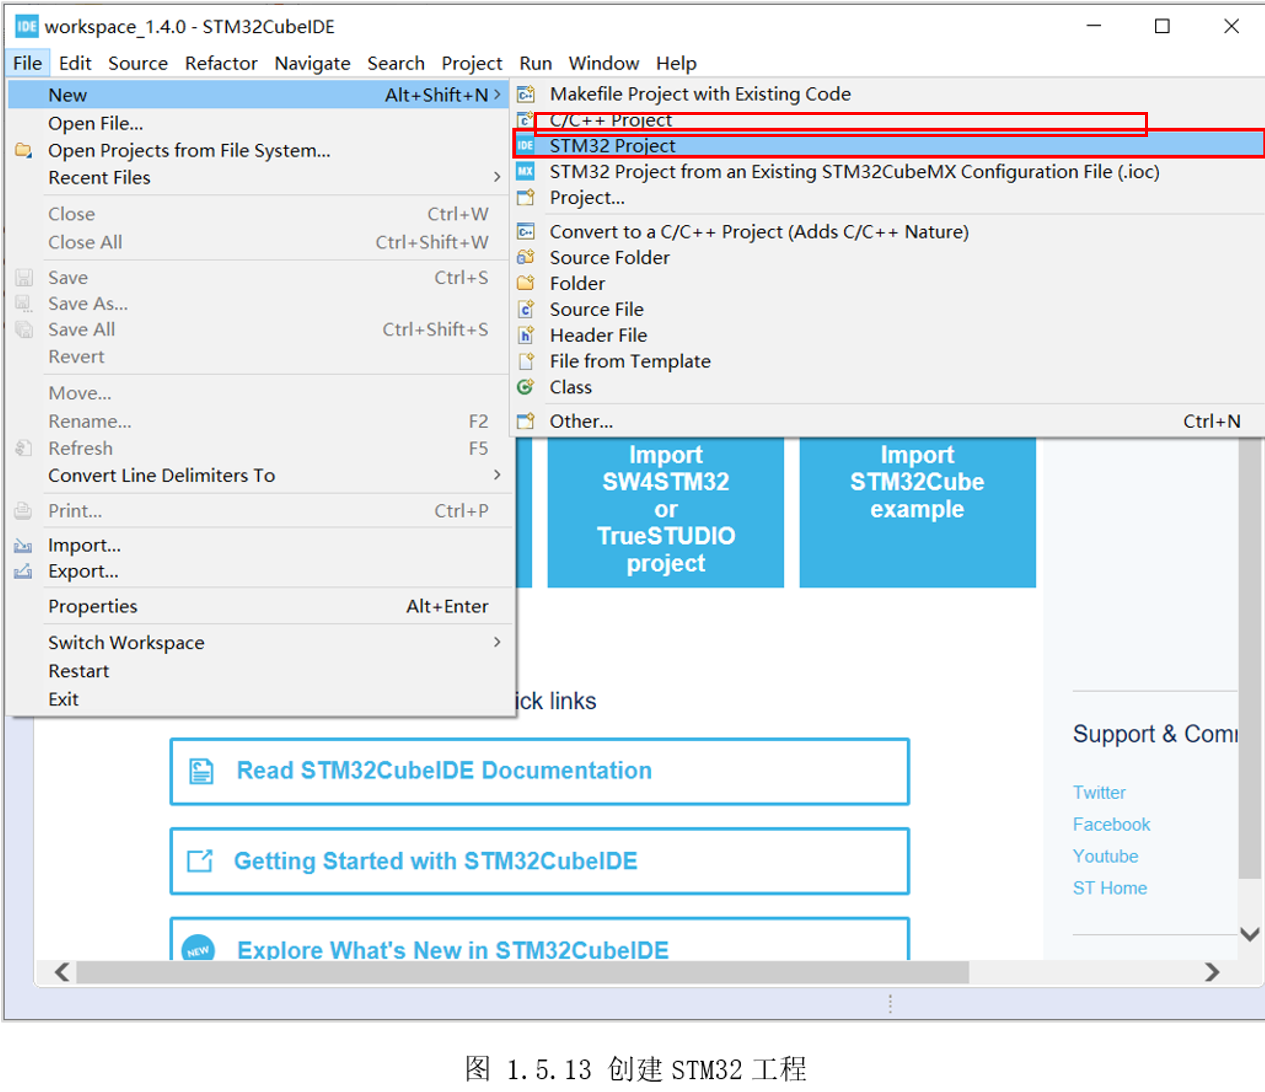 IDE workspace_1.4.0 - STM32CubeIDE
File Edit Source Refactor Navigate Search Project Run Window Help
New Alt+Shift+N
Open File...
Open Projects from File System...
Recent Files
Close Ctrl+W
Close All Ctrl+Shift+W
Save Ctrl+S
Save As...
Save All Ctrl+Shift+S
Revert
Move...
Rename... F2
Refresh F5
Convert Line Delimiters To
Print... Ctrl+P
Import...
Export...
Properties Alt+Enter
Switch Workspace
Restart
Exit
Makefile Project with Existing Code
C/C++ Project
IDE STM32 Project
MX STM32 Project from an Existing STM32CubeMX Configuration File (.ioc)
Project...
Convert to a C/C++ Project (Adds C/C++ Nature)
Source Folder
Folder
Source File
Header File
File from Template
Class
Other... Ctrl+N
Import
SW4STM32
or
TrueSTUDIO
project
Import
STM32Cube
example
ick links
Read STM32CubeIDE Documentation
Getting Started with STM32CubeIDE
NEW Explore What's New in STM32CubeIDE
Support & Com
Twitter
Facebook
Youtube
ST Home
图 1.5.13 创建 STM32 工程